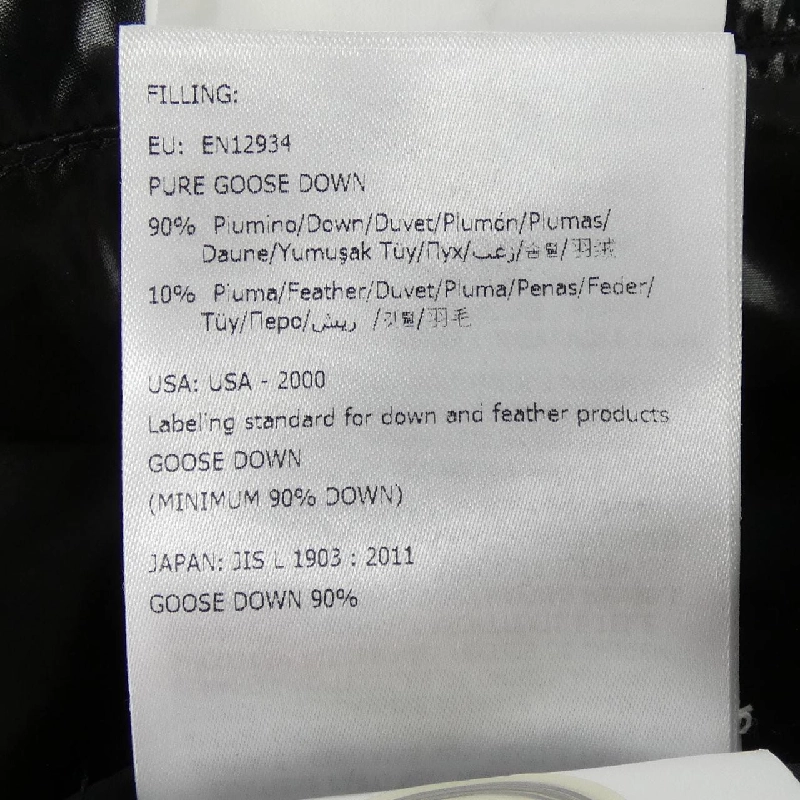 FILLING:
EU: EN12934
PURE GOOSE DOWN
90% Piumino/Down/Duvet/Plumón/Plumas/
Daune/Yumuşak Tüy/Пух/زغب/솜털/羽绒
10% Piuma/Feather/Duvet/Pluma/Penas/Feder/
Tüy/Перо/ريش /깃털/羽毛
USA: USA - 2000
Labeling standard for down and feather products
GOOSE DOWN
(MINIMUM 90% DOWN)
JAPAN: JIS L 1903 : 2011
GOOSE DOWN 90%